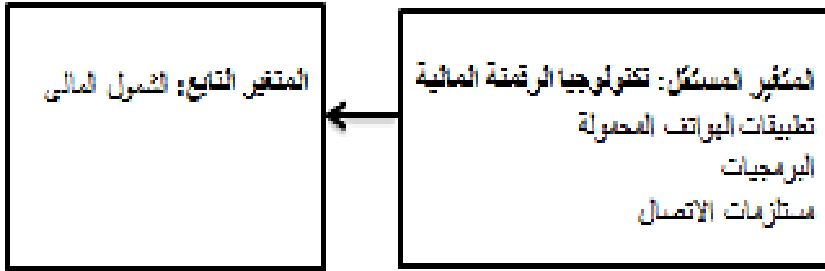 المتغير المستقل: تكنولوجيا الرقمنة المالية
تطبيقات الهواتف المحمولة
البرمجيات
مستلزمات الاتصال
المتغير التابع: الشمول المالي